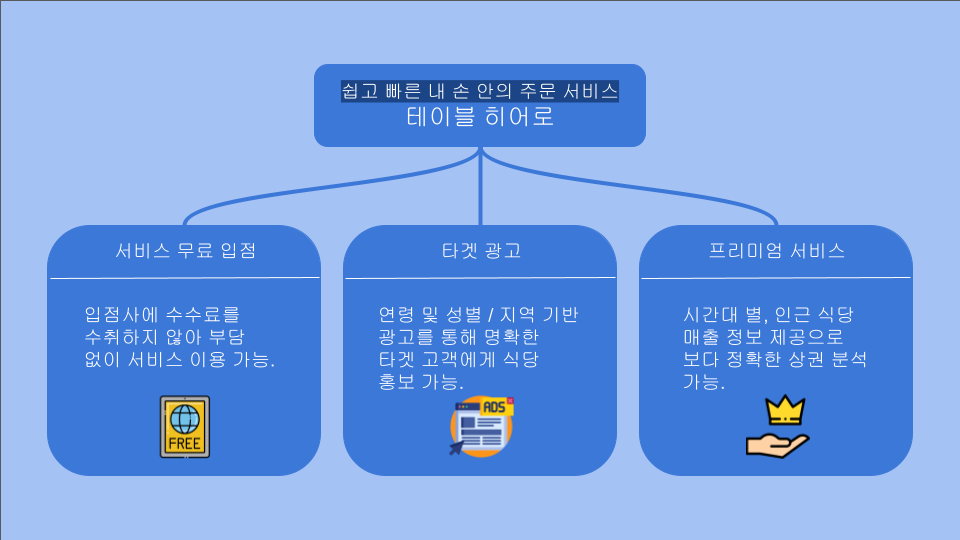 쉽고 빠른 내 손 안의 주문 서비스
테이블 히어로
서비스 무료 입점
입점사에 수수료를
수취하지 않아 부담
없이 서비스 이용 가능.
FREE
타겟 광고
연령 및 성별 / 지역 기반
광고를 통해 명확한
타겟 고객에게 식당
홍보 가능.
ADS
프리미엄 서비스
시간대 별, 인근 식당
매출 정보 제공으로
보다 정확한 상권 분석
가능.